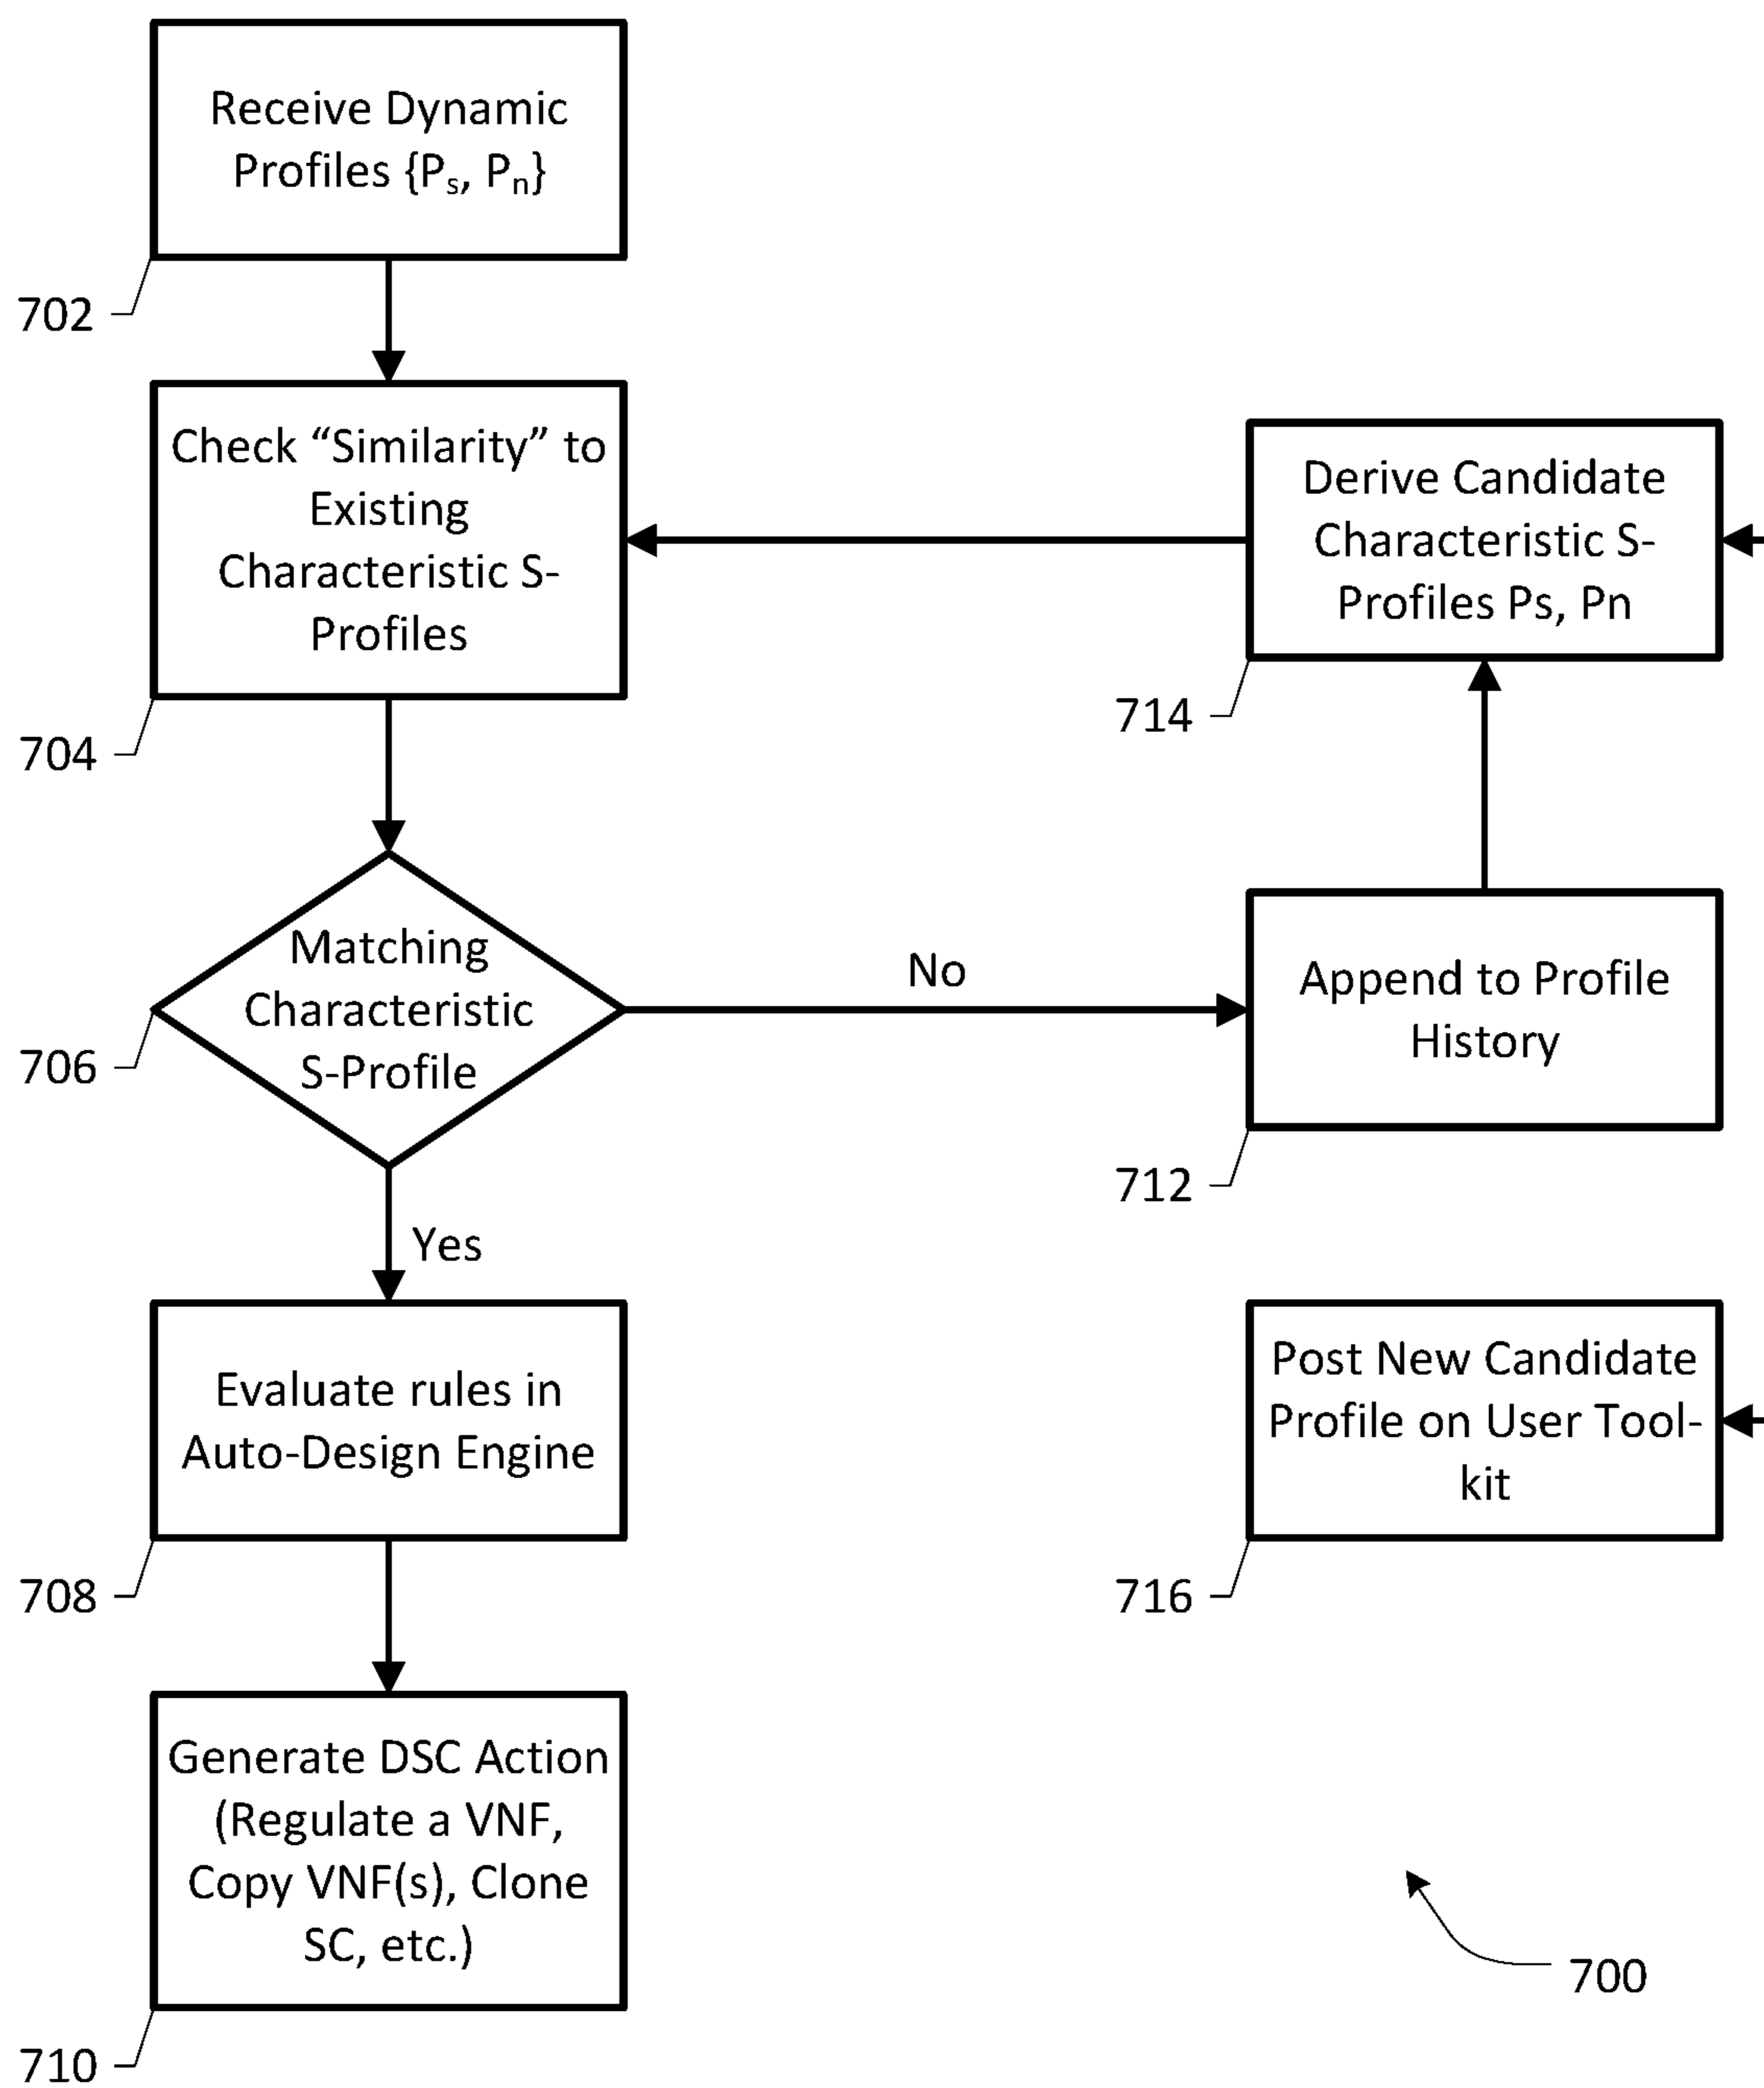 Receive Dynamic
Profiles {Ps, Pn}
702
Check “Similarity” to
Existing
Characteristic S-
Profiles
704
Derive Candidate
Characteristic S-
Profiles Ps, Pn
714
Matching
Characteristic
S-Profile
706
No
Append to Profile
History
712
Yes
Evaluate rules in
Auto-Design Engine
708
Post New Candidate
Profile on User Tool-
kit
716
Generate DSC Action
(Regulate a VNF,
Copy VNF(s), Clone
SC, etc.)
710
700